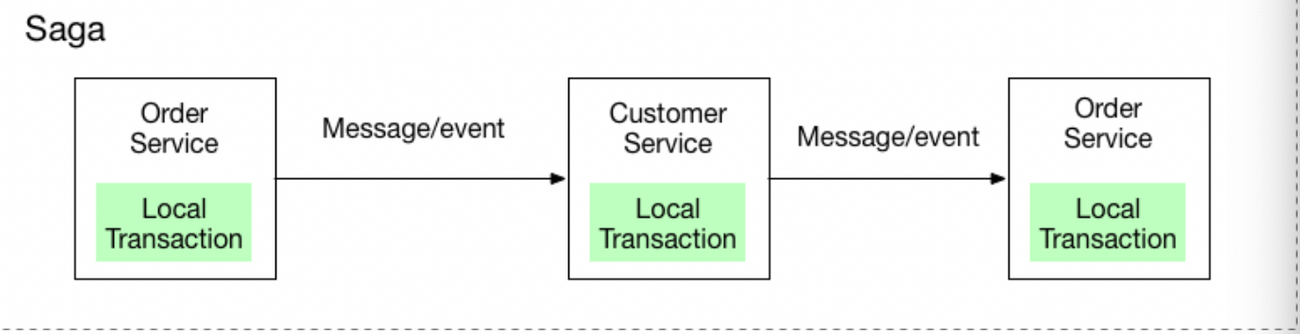 Saga
Order
Service
Message/event
Customer
Service
Message/event
Order
Service
Local
Transaction
Local
Transaction
Local
Transaction